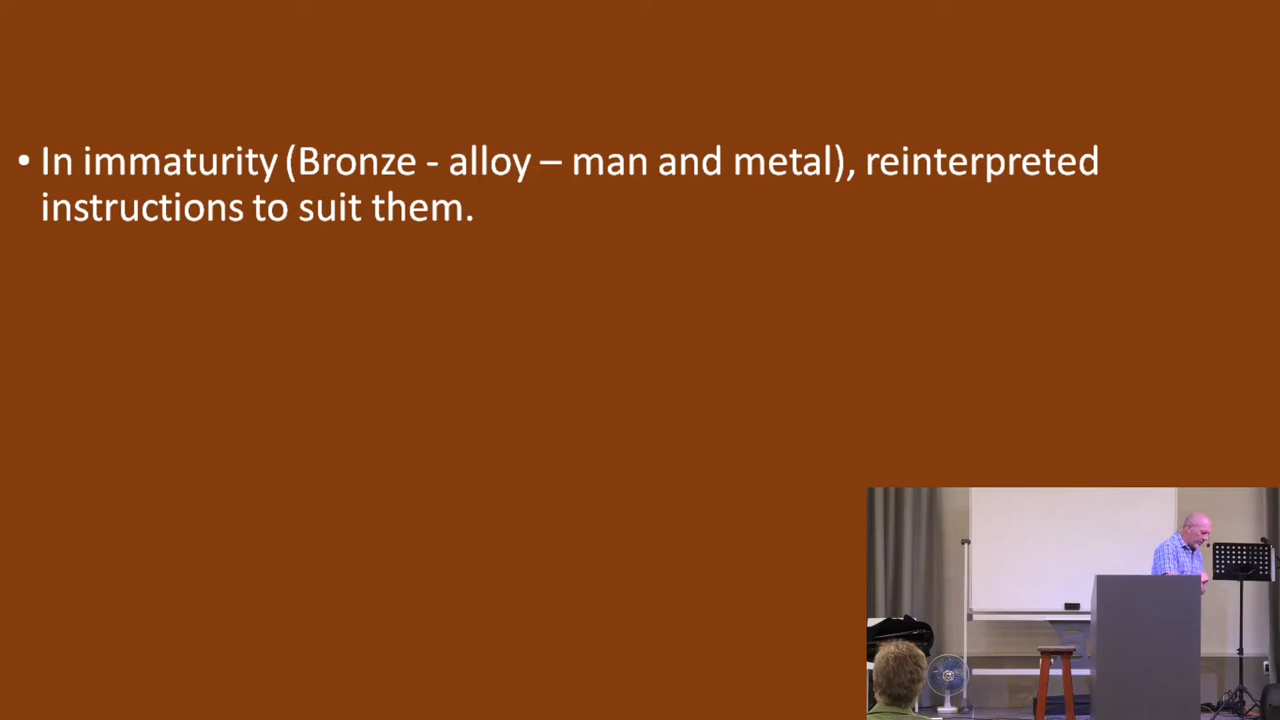 • In immaturity (Bronze - alloy – man and metal), reinterpreted
instructions to suit them.